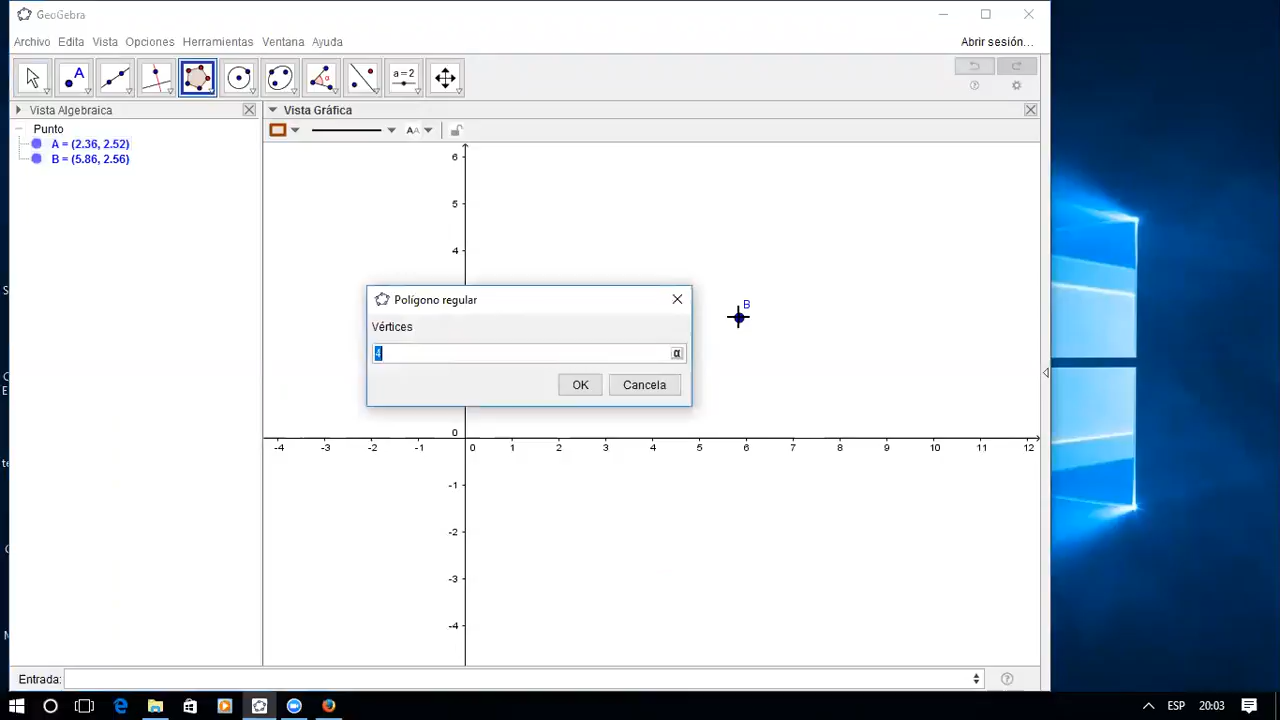 GeoGebra
Archivo Edita Vista Opciones Herramientas Ventana Ayuda
Abrir sesión...
A
α
a=2
Vista Algebraica
Vista Gráfica
AA
Punto
A = (2.36, 2.52)
B = (5.86, 2.56)
6
5
4
B
Polígono regular
Vértices
4
α
OK
Cancela
0
-4 -3 -2 -1 0 1 2 3 4 5 6 7 8 9 10 11 12
-1
-2
-3
-4
Entrada:
ESP 20:03